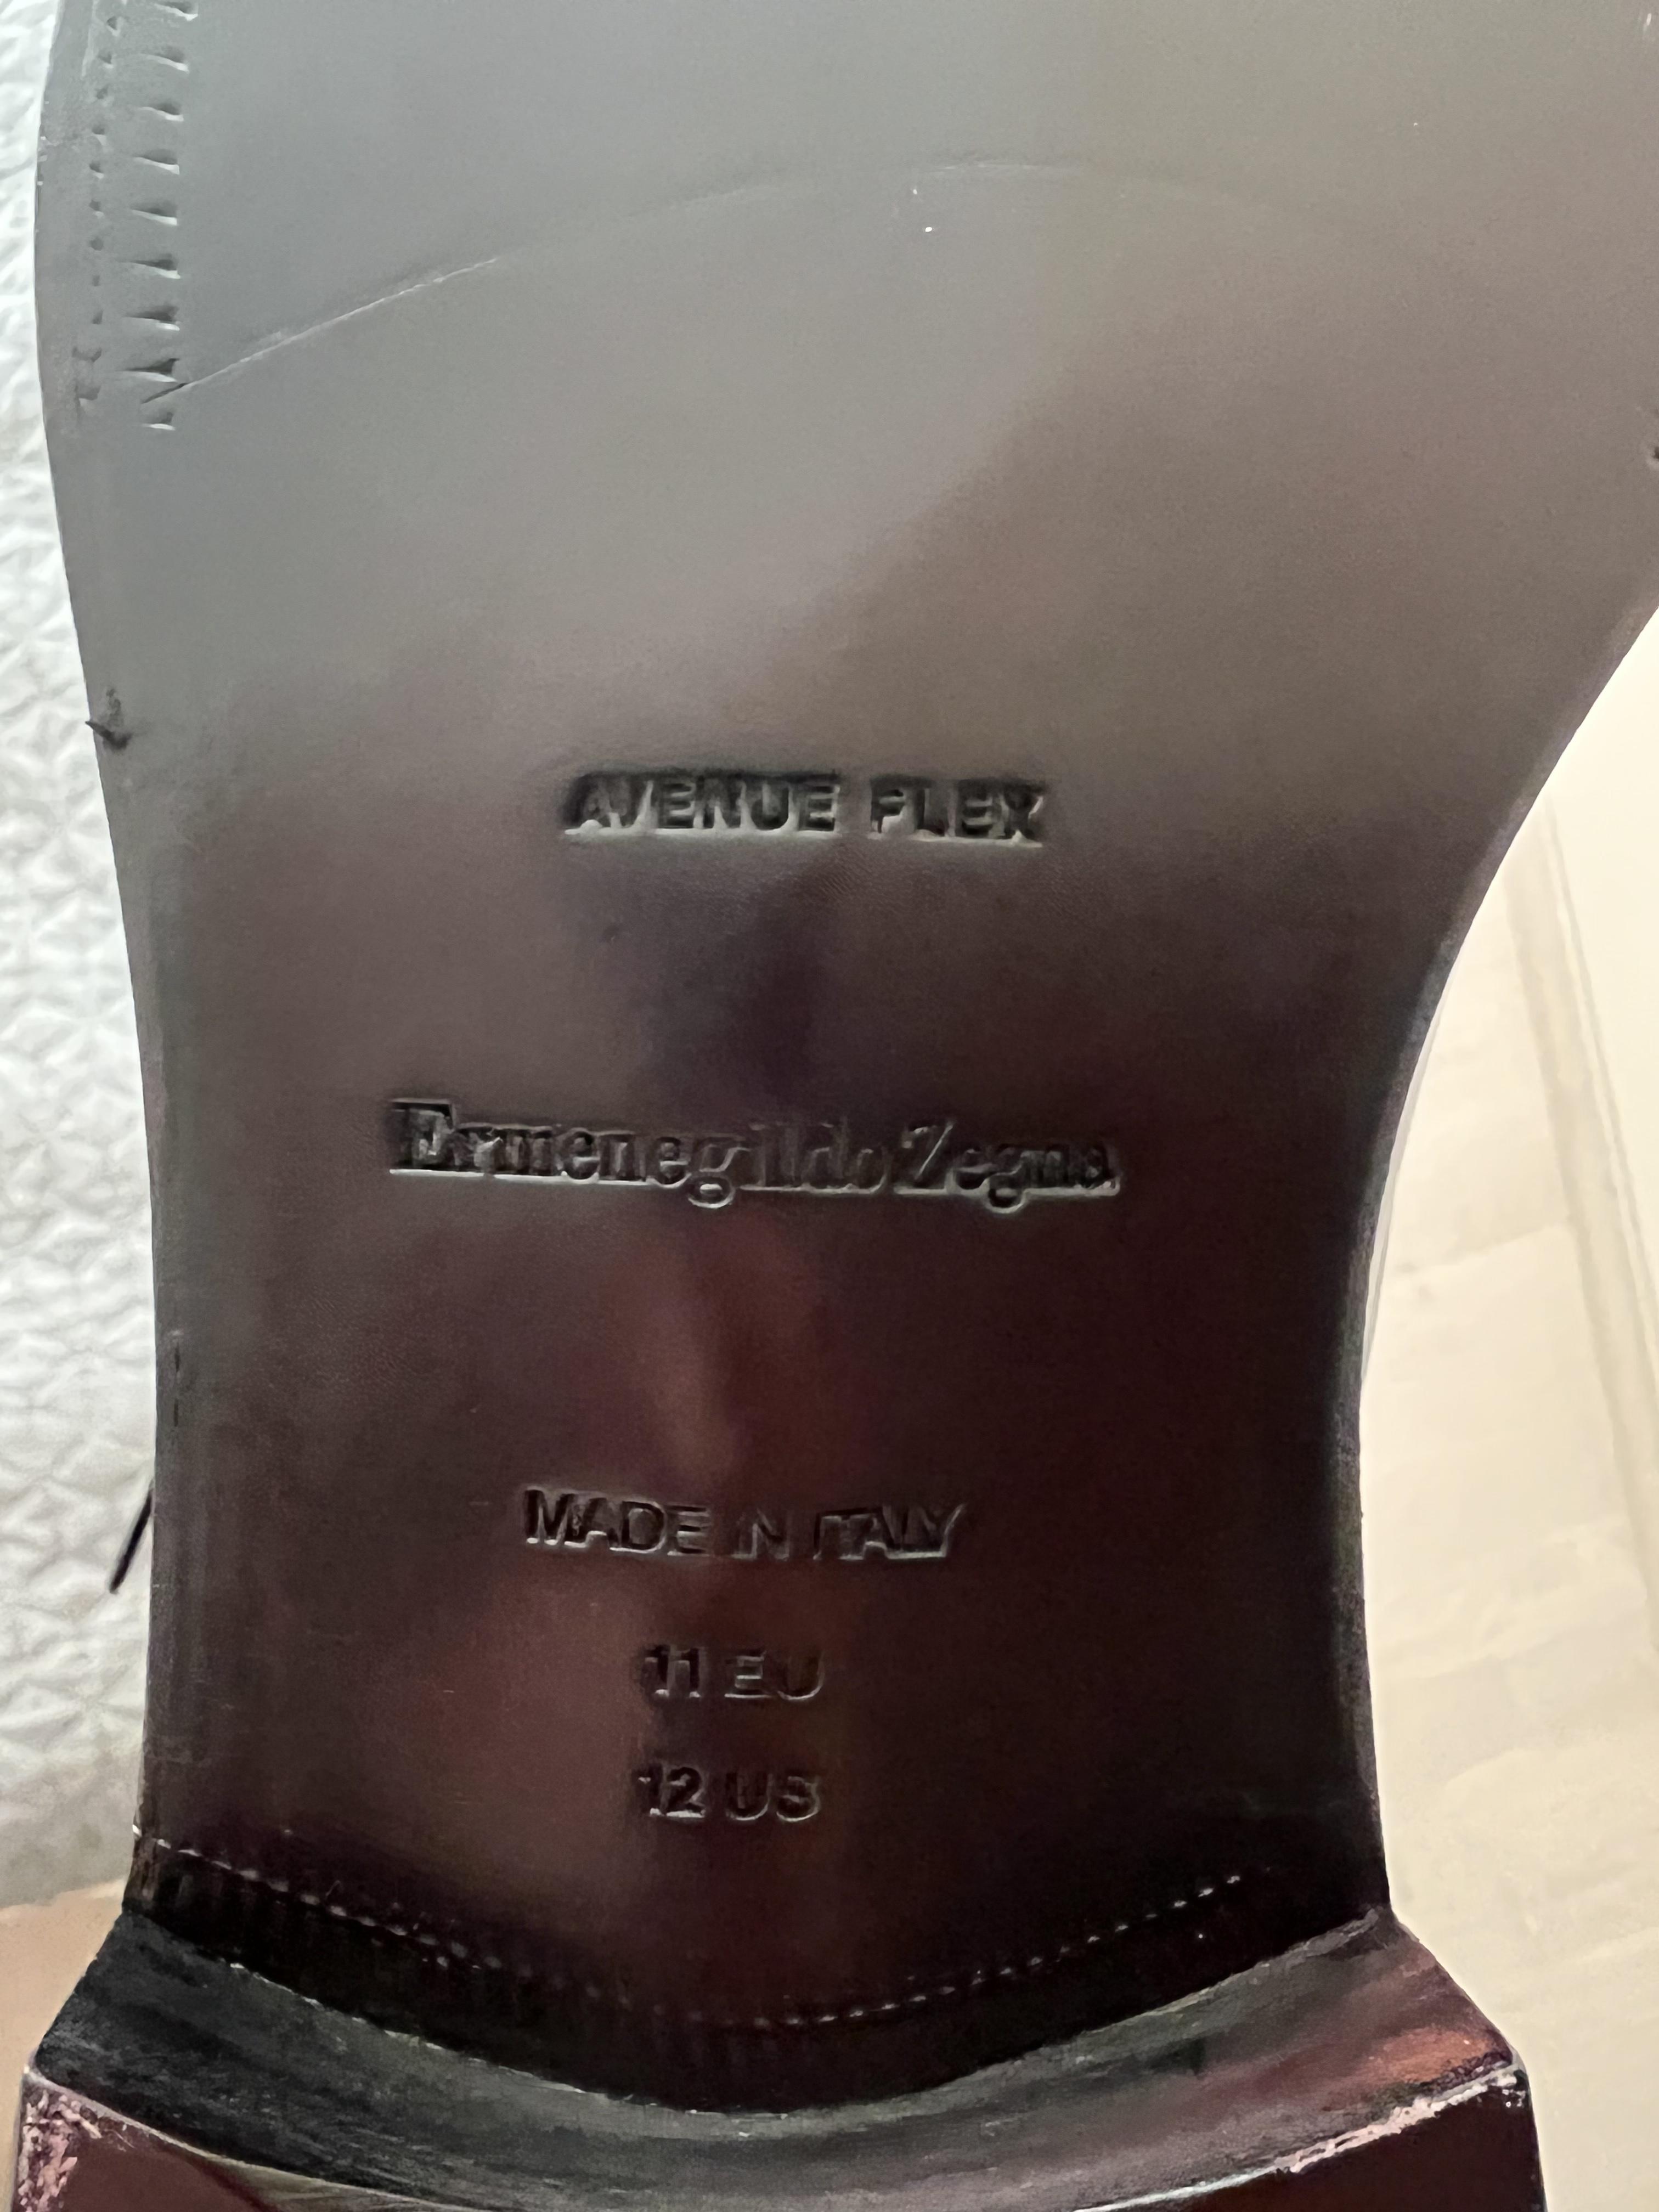 AVENUE FLEX
Ermenegildo Zegna
MADE IN ITALY
11 EU
12 US